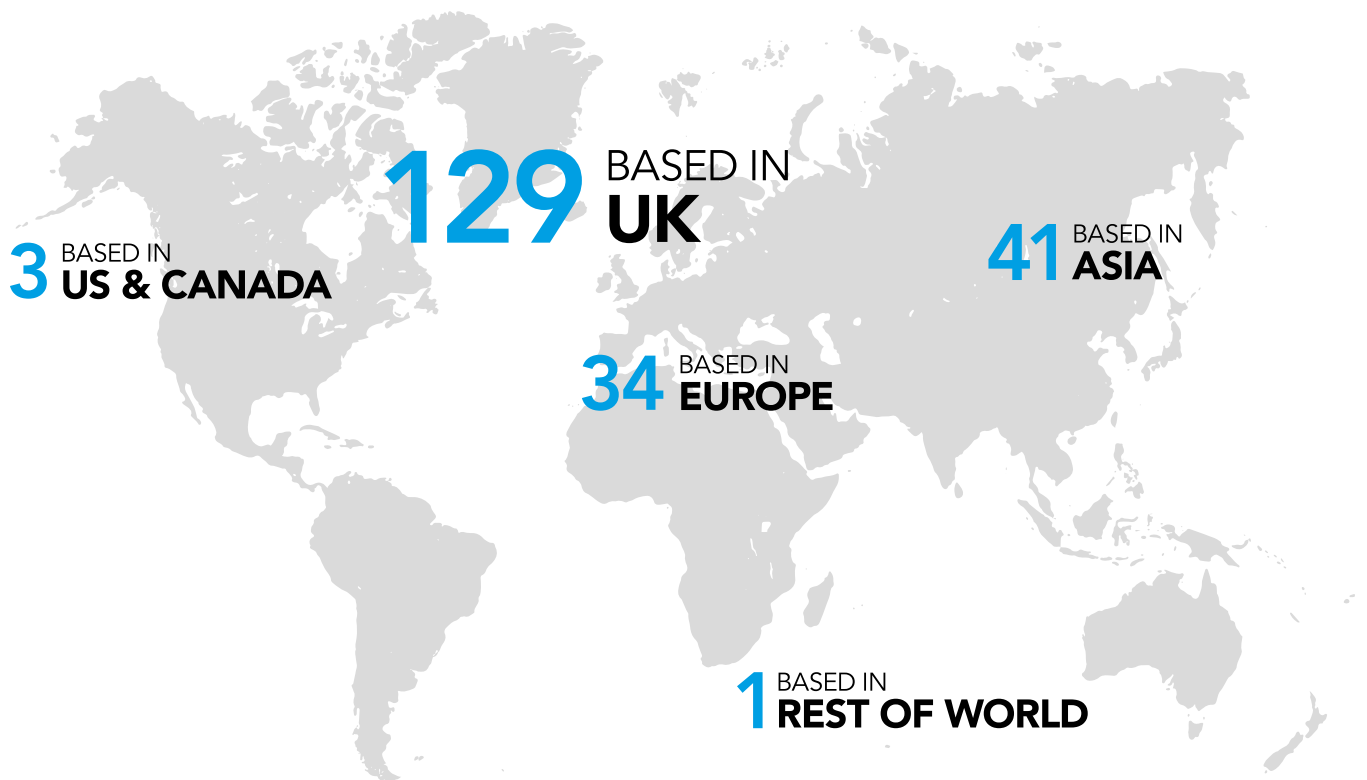 129 BASED IN
UK
3 BASED IN
US & CANADA
41 BASED IN
ASIA
34 BASED IN
EUROPE
1 BASED IN
REST OF WORLD